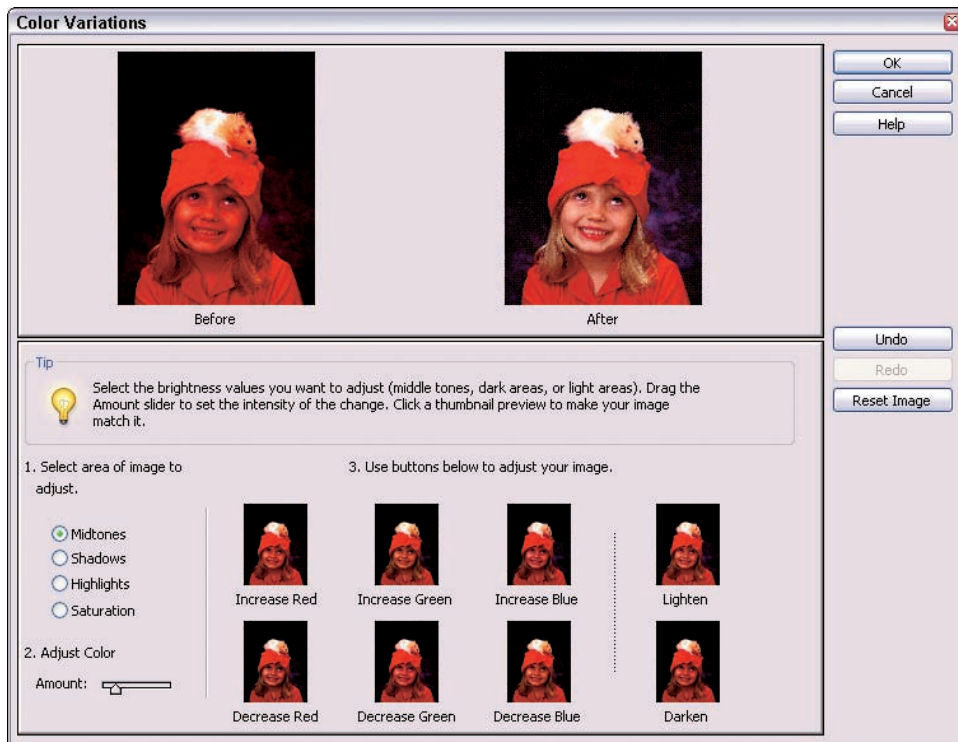 Color Variations
OK
Cancel
Help
Before
After
Undo
Redo
Reset Image
Tip
Select the brightness values you want to adjust (middle tones, dark areas, or light areas). Drag the
Amount slider to set the intensity of the change. Click a thumbnail preview to make your image
match it.
1. Select area of image to
adjust.
3. Use buttons below to adjust your image.
Midtones
Shadows
Highlights
Saturation
Increase Red
Increase Green
Increase Blue
Lighten
2. Adjust Color
Amount:
Decrease Red
Decrease Green
Decrease Blue
Darken